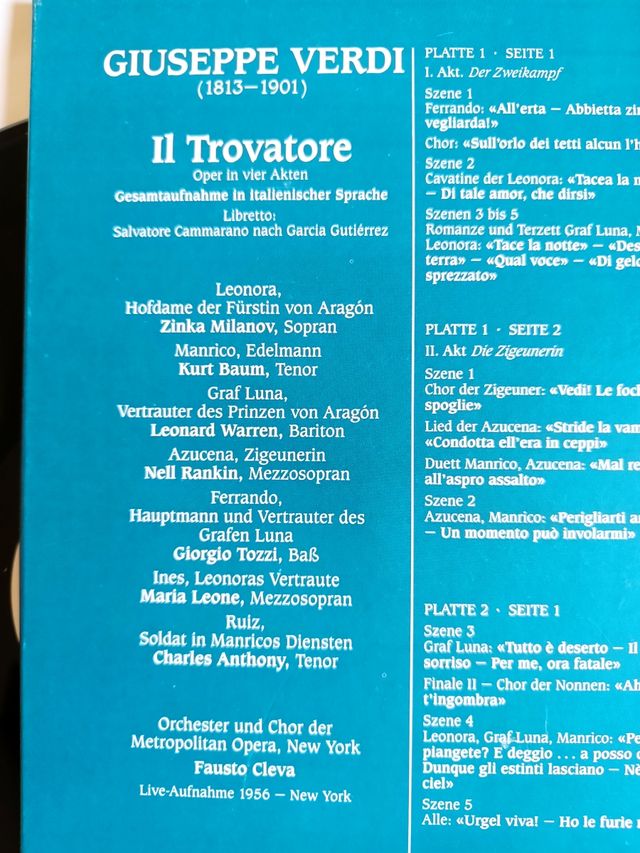 GIUSEPPE VERDI
(1813–1901)
Il Trovatore
Oper in vier Akten
Gesamtaufnahme in italienischer Sprache
Libretto:
Salvatore Cammarano nach Garcia Gutiérrez
Leonora,
Hofdame der Fürstin von Aragón
Zinka Milanov, Sopran
Manrico, Edelmann
Kurt Baum, Tenor
Graf Luna,
Vertrauter des Prinzen von Aragón
Leonard Warren, Bariton
Azucena, Zigeunerin
Nell Rankin, Mezzosopran
Ferrando,
Hauptmann und Vertrauter des
Grafen Luna
Giorgio Tozzi, Baß
Ines, Leonoras Vertraute
Maria Leone, Mezzosopran
Ruiz,
Soldat in Manricos Diensten
Charles Anthony, Tenor
Orchester und Chor der
Metropolitan Opera, New York
Fausto Cleva
Live-Aufnahme 1956 – New York
PLATTE 1 · SEITE 1
I. Akt. Der Zweikampf
Szene 1
Ferrando: «All'erta – Abbietta
vegliarda!»
Chor: «Sull'orlo dei tetti alcun
Szene 2
Cavatine der Leonora: «Tacea la
– Di tale amor, che dirsi»
Szenen 3 bis 5
Romanze und Terzett Graf Luna,
Leonora: «Tace la notte» –
terra» – «Qual voce» – «Di
sprezzato»
PLATTE 1 · SEITE 2
II. Akt Die Zigeunerin
Szene 1
Chor der Zigeuner: «Vedi! Le
spoglie»
Lied der Azucena: «Stride la
«Condotta ell'era in ceppi»
Duett Manrico, Azucena: «Mal
all'aspro assalto»
Szene 2
Azucena, Manrico: «Perigliarti
– Un momento può involarmi»
PLATTE 2 · SEITE 1
Szene 3
Graf Luna: «Tutto è deserto – Il
sorriso – Per me, ora fatale»
Finale II – Chor der Nonnen:
t'ingombra»
Szene 4
Leonora, Graf Luna, Manrico:
piangete? E deggio . . . a posso
Dunque gli estinti lasciano –
ciel»
Szene 5
Alle: «Urgel viva! – Ho le furie